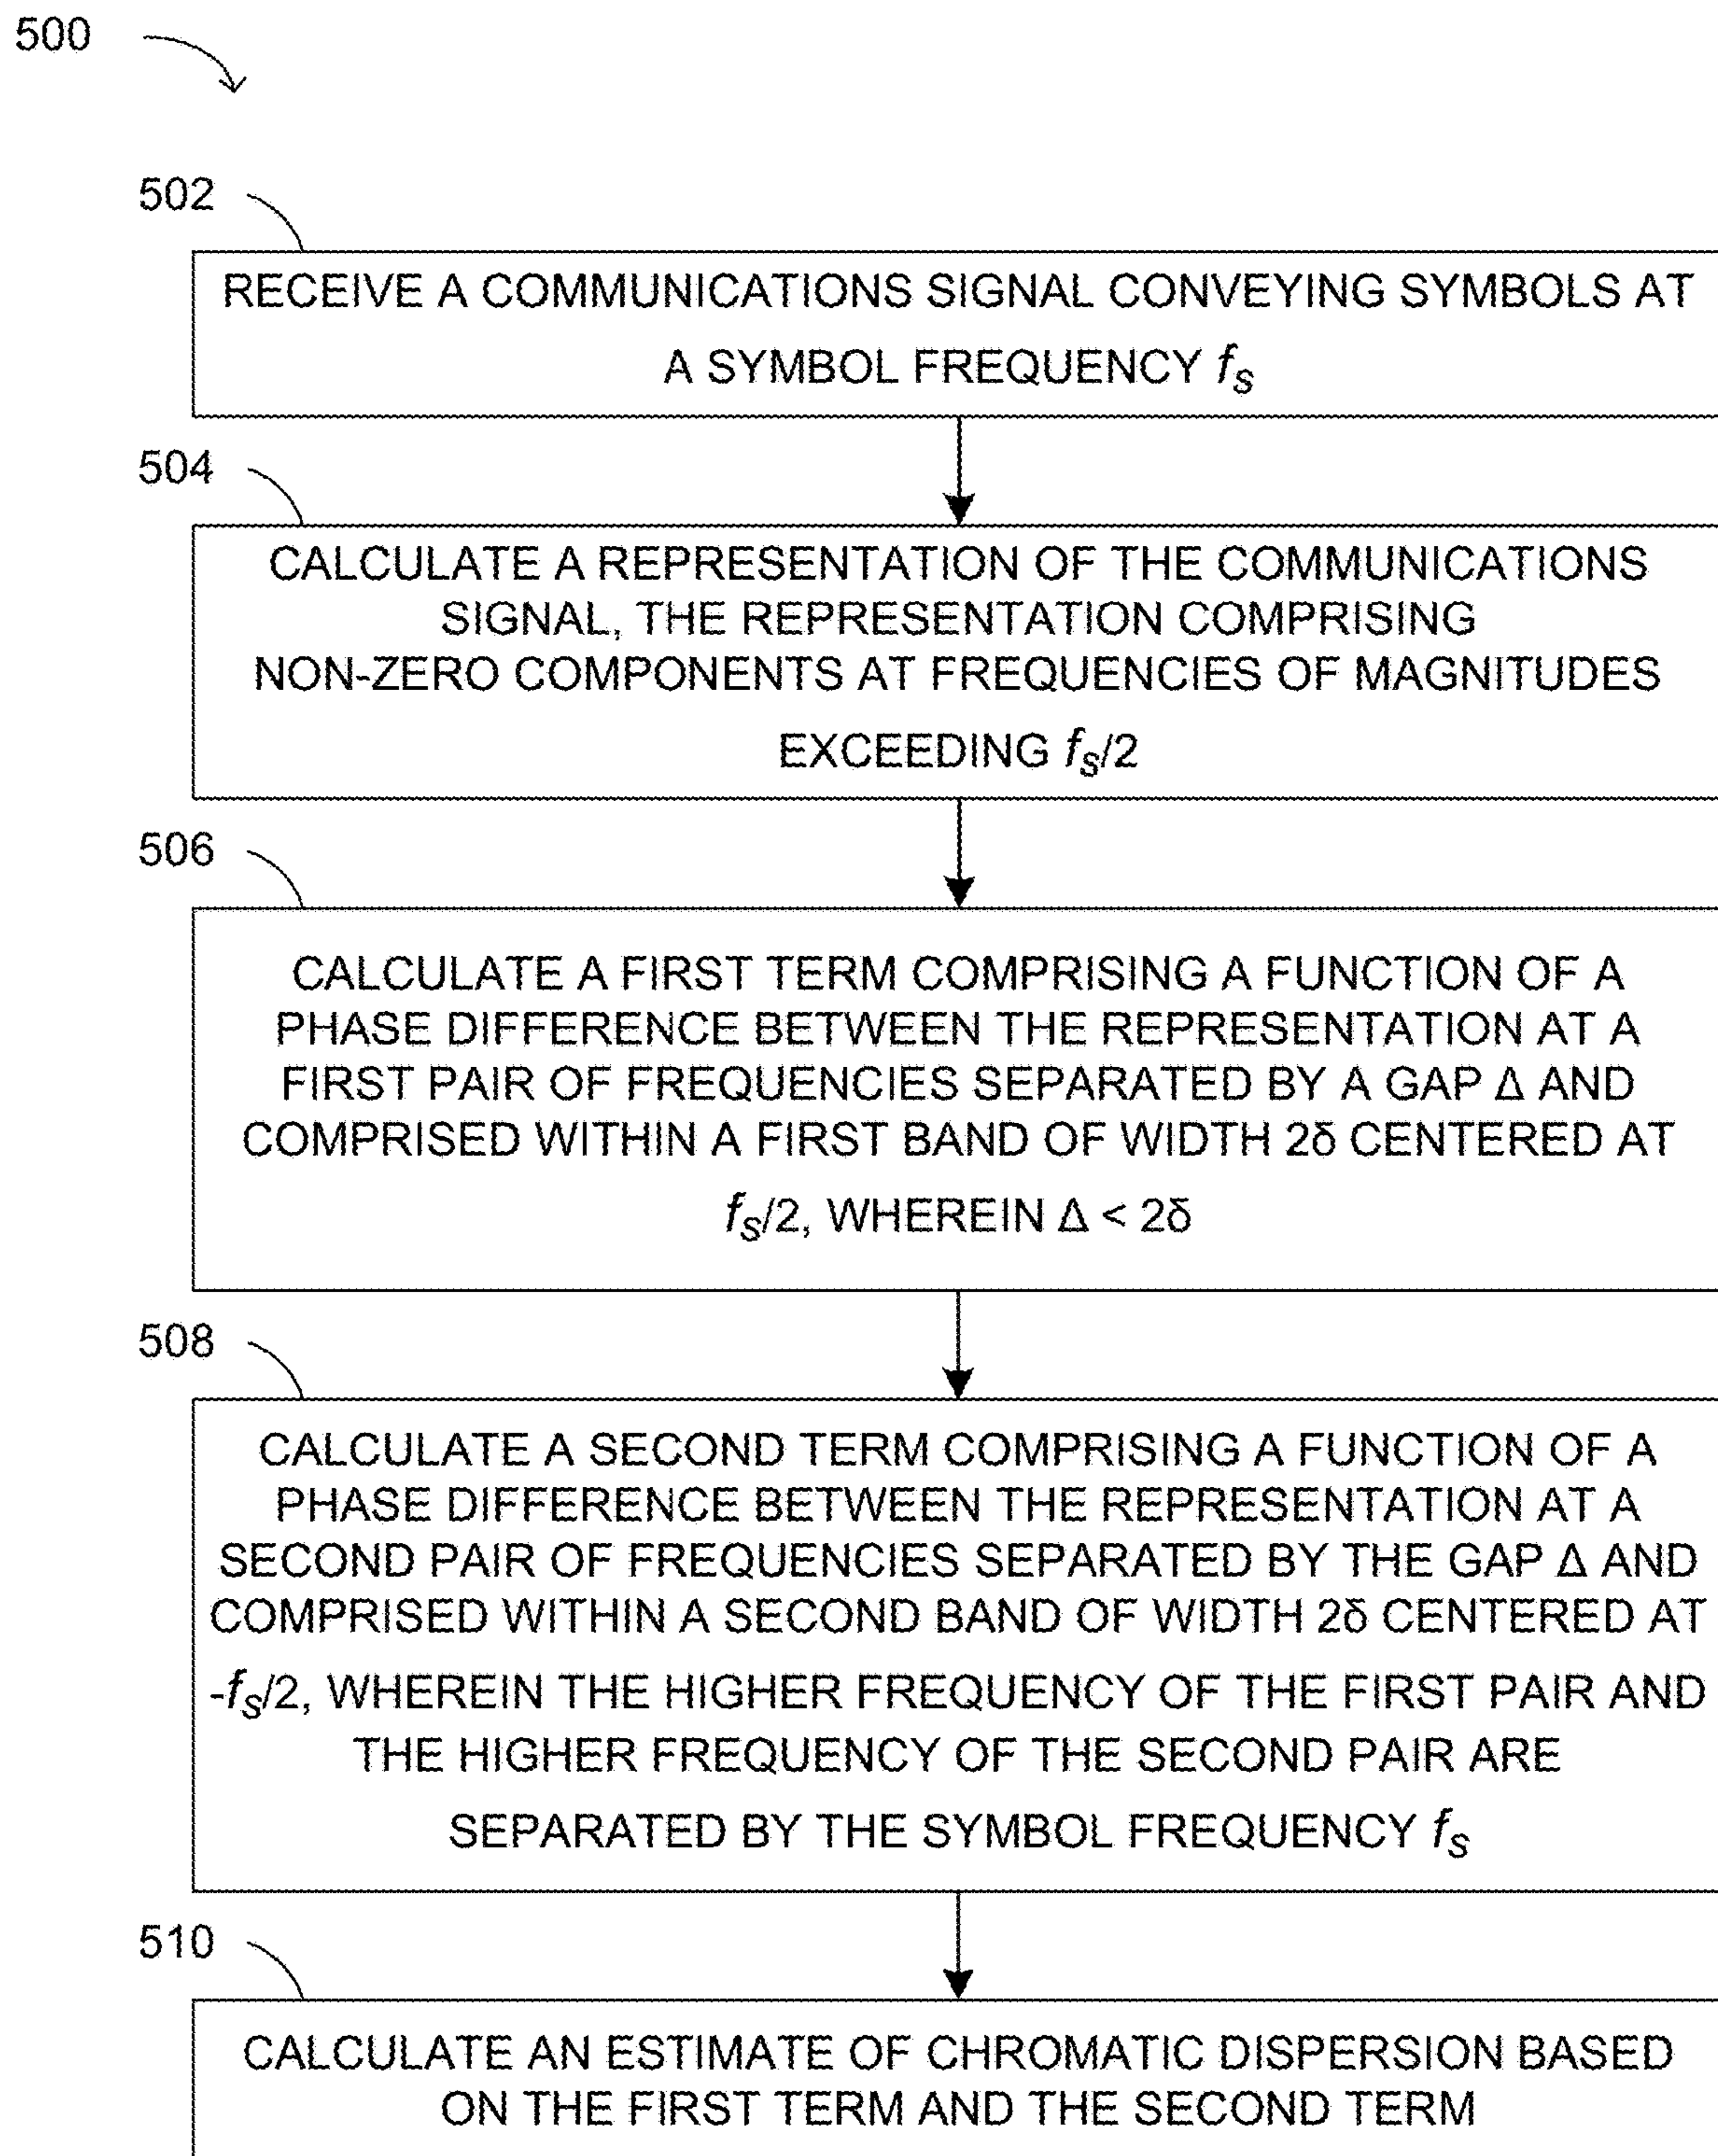 500
502
RECEIVE A COMMUNICATIONS SIGNAL CONVEYING SYMBOLS AT
A SYMBOL FREQUENCY fs
504
CALCULATE A REPRESENTATION OF THE COMMUNICATIONS
SIGNAL, THE REPRESENTATION COMPRISING
NON-ZERO COMPONENTS AT FREQUENCIES OF MAGNITUDES
EXCEEDING fs/2
506
CALCULATE A FIRST TERM COMPRISING A FUNCTION OF A
PHASE DIFFERENCE BETWEEN THE REPRESENTATION AT A
FIRST PAIR OF FREQUENCIES SEPARATED BY A GAP Δ AND
COMPRISED WITHIN A FIRST BAND OF WIDTH 2δ CENTERED AT
fs/2, WHEREIN Δ < 2δ
508
CALCULATE A SECOND TERM COMPRISING A FUNCTION OF A
PHASE DIFFERENCE BETWEEN THE REPRESENTATION AT A
SECOND PAIR OF FREQUENCIES SEPARATED BY THE GAP Δ AND
COMPRISED WITHIN A SECOND BAND OF WIDTH 2δ CENTERED AT
-fs/2, WHEREIN THE HIGHER FREQUENCY OF THE FIRST PAIR AND
THE HIGHER FREQUENCY OF THE SECOND PAIR ARE
SEPARATED BY THE SYMBOL FREQUENCY fs
510
CALCULATE AN ESTIMATE OF CHROMATIC DISPERSION BASED
ON THE FIRST TERM AND THE SECOND TERM